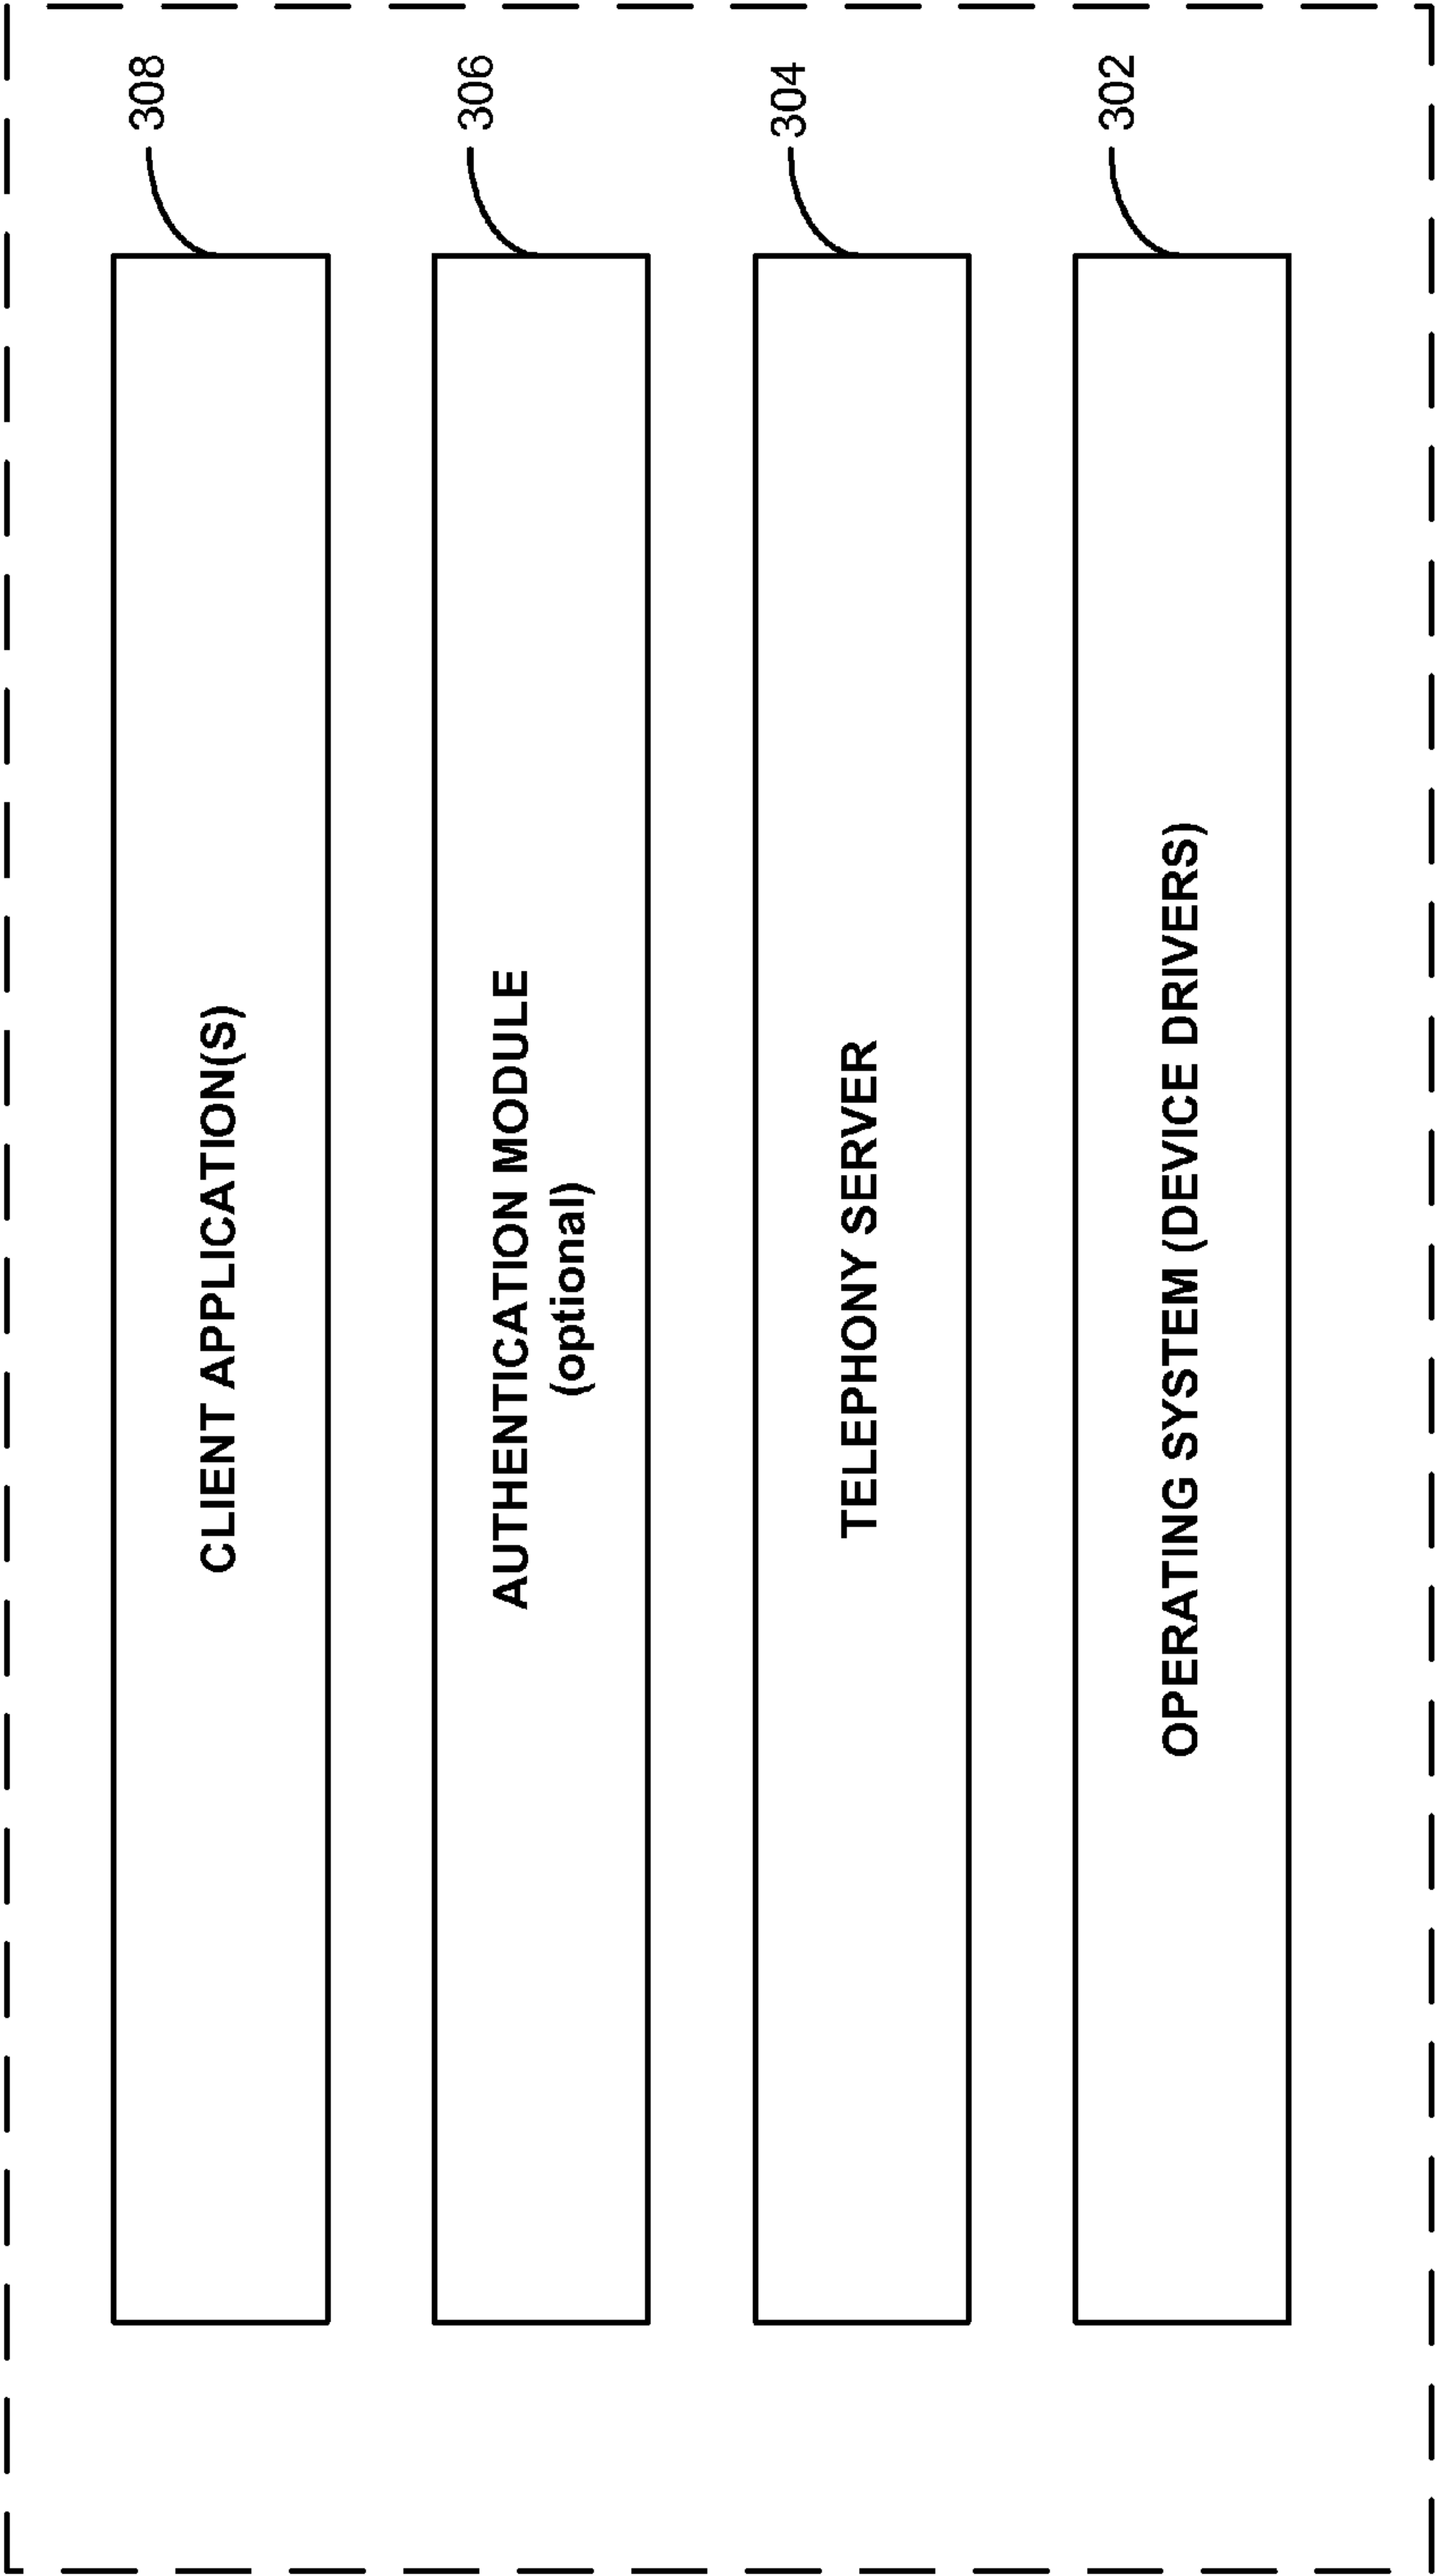 308
CLIENT APPLICATION(S)
306
AUTHENTICATION MODULE
(optional)
304
TELEPHONY SERVER
302
OPERATING SYSTEM (DEVICE DRIVERS)